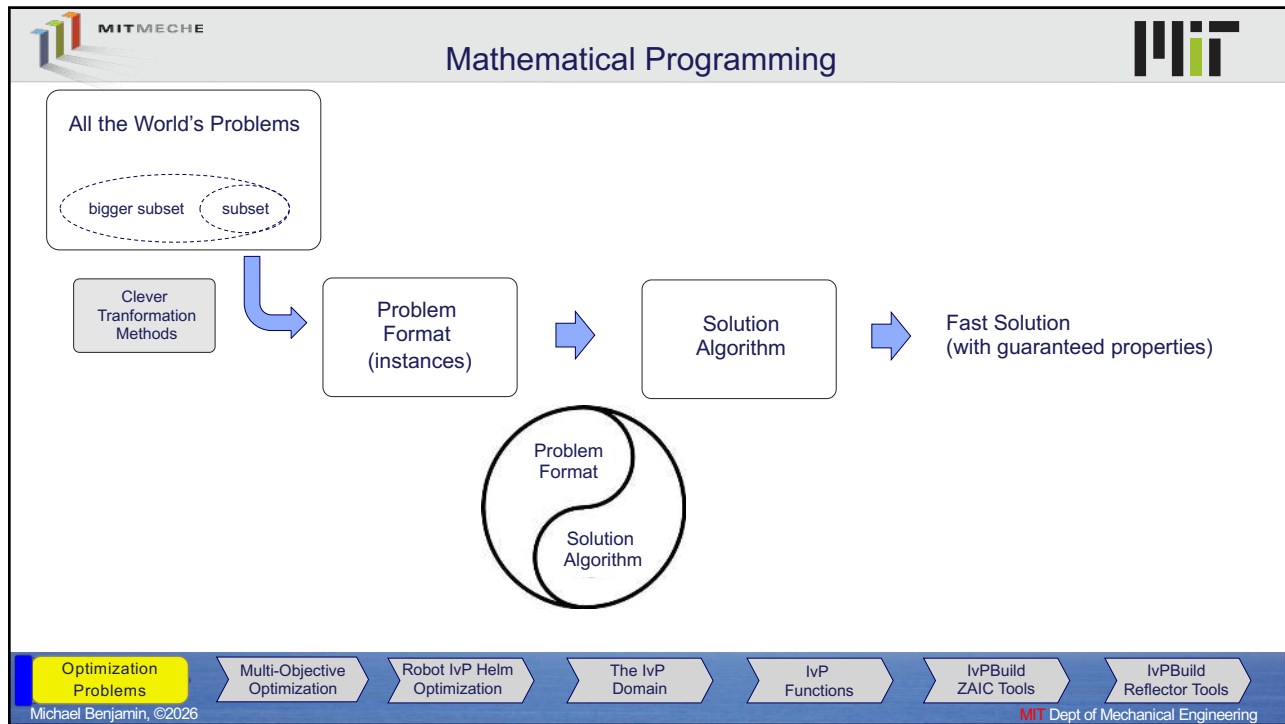 MITMECHE
Mathematical Programming
MIT
All the World's Problems
bigger subset
subset
Clever
Tranformation
Methods
Problem
Format
(instances)
Solution
Algorithm
Fast Solution
(with guaranteed properties)
Problem
Format
Solution
Algorithm
Optimization
Problems
Multi-Objective
Optimization
Robot IvP Helm
Optimization
The IvP
Domain
IvP
Functions
IvPBuild
ZAIC Tools
IvPBuild
Reflector Tools
Michael Benjamin, ©2026
MIT Dept of Mechanical Engineering